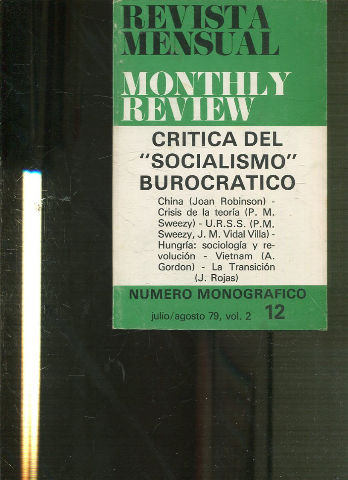 REVISTA
MENSUAL
MONTHLY
REVIEW
CRITICA DEL
"SOCIALISMO"
BUROCRATICO
China (Joan Robinson) -
Crisis de la teoría (P. M.
Sweezy) - U.R.S.S. (P.M.
Sweezy, J. M. Vidal Villa) -
Hungría: sociología y re-
volución - Vietnam (A.
Gordon) - La Transición
(J. Rojas)
NUMERO MONOGRAFICO
julio/agosto 79, vol. 2 12